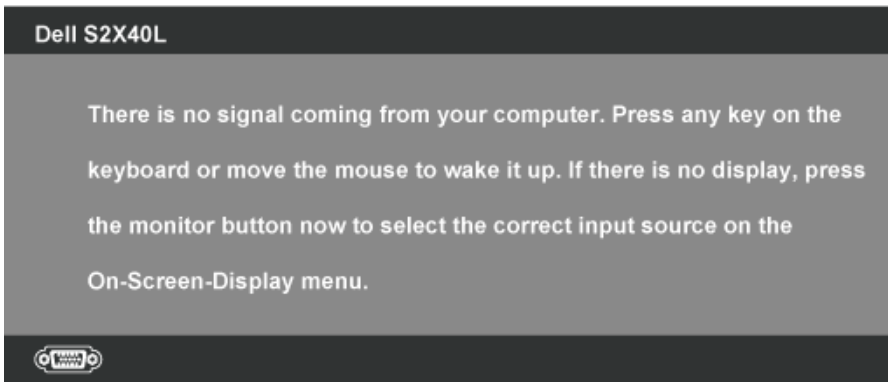 Dell S2X40L
There is no signal coming from your computer. Press any key on the
keyboard or move the mouse to wake it up. If there is no display, press
the monitor button now to select the correct input source on the
On-Screen-Display menu.